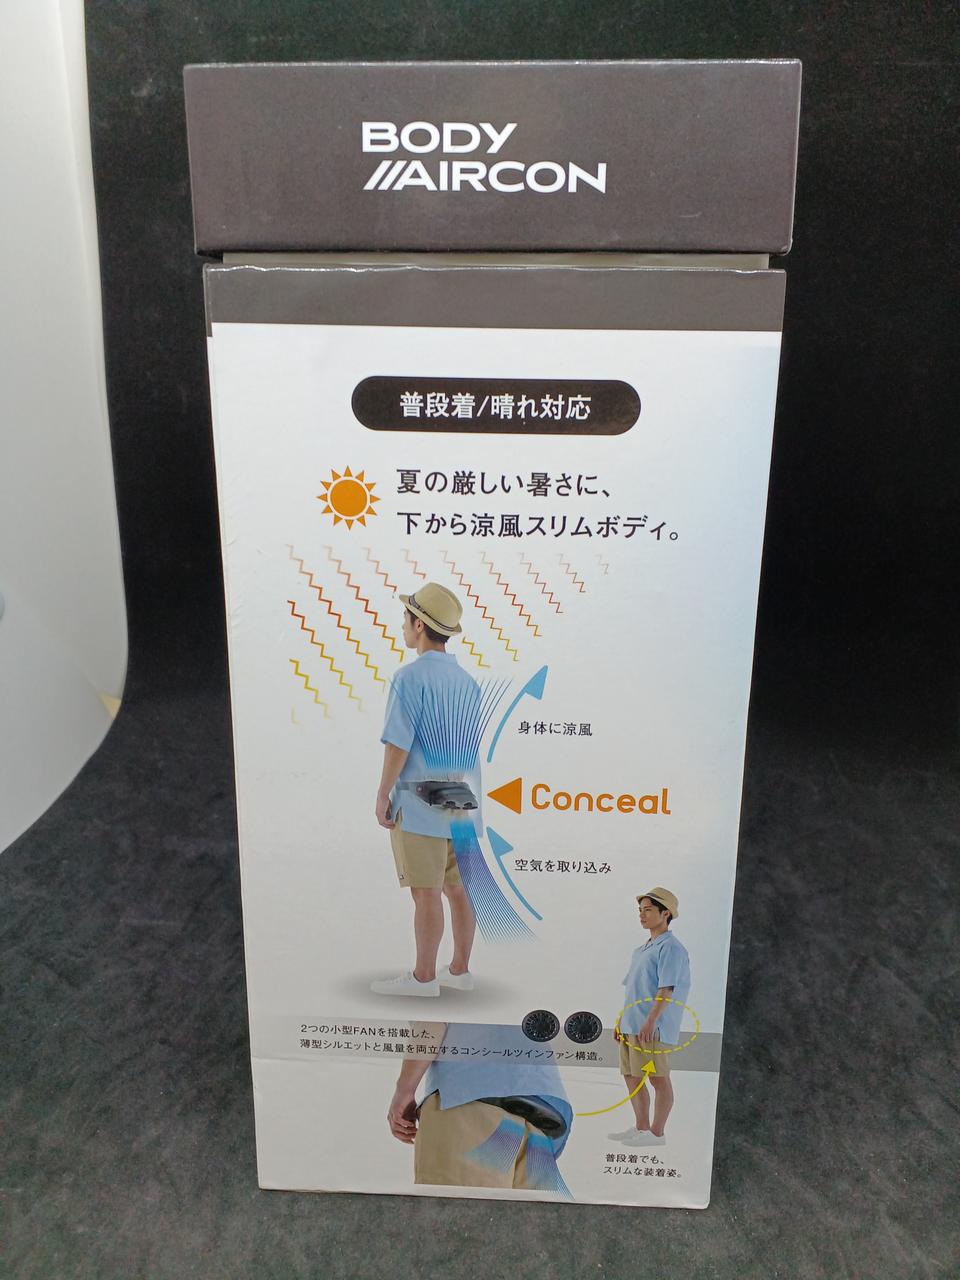 BODY
//AIRCON
普段着/晴れ対応
夏の厳しい暑さに、
下から涼風スリムボディ。
身体に涼風
Conceal
空気を取り込み
2つの小型FANを搭載した、
薄型シルエットと風量を両立するコンシールツインファン構造。
普段着でも、
スリムな装着姿。